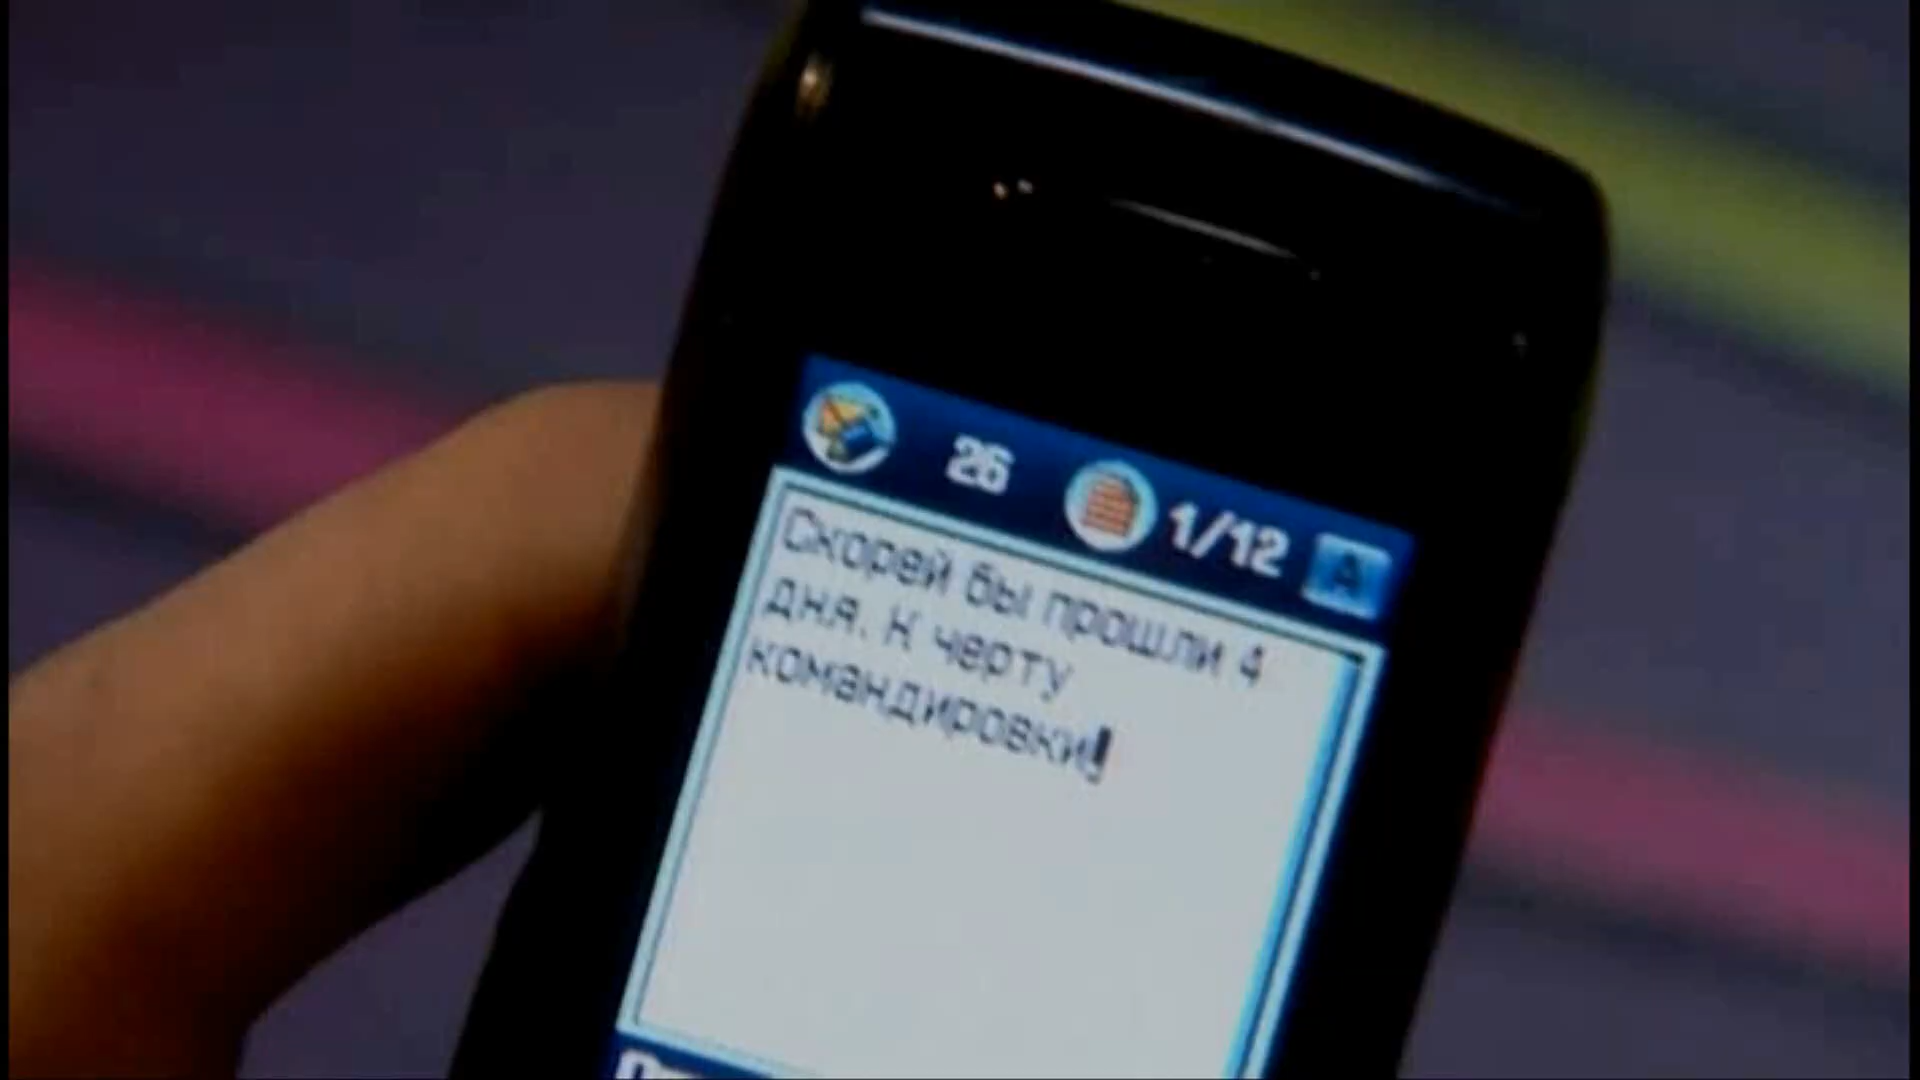 26 1/12 A
Скорей бы прошли 4
дня. К черту
командировки!